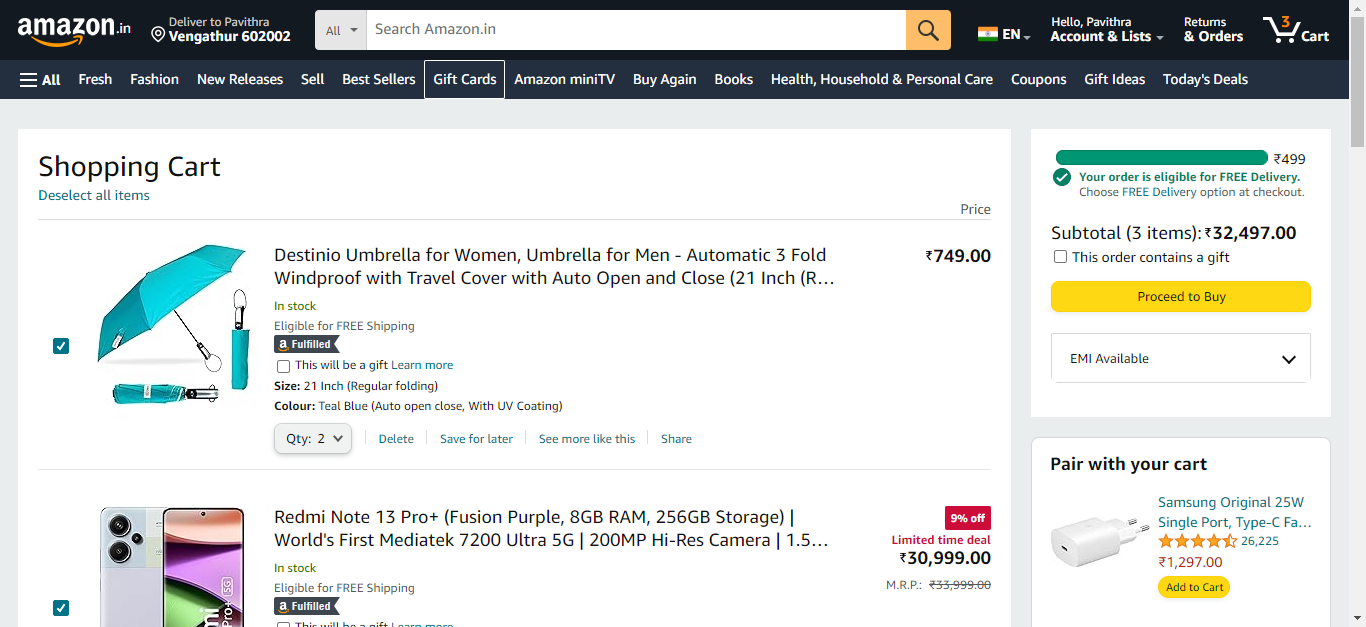 amazon.in
Deliver to Pavithra
Vengathur 602002
All
Search Amazon.in
EN
Hello, Pavithra
Account & Lists
Returns
& Orders
3
Cart
All
Fresh
Fashion
New Releases
Sell
Best Sellers
Gift Cards
Amazon miniTV
Buy Again
Books
Health, Household & Personal Care
Coupons
Gift Ideas
Today's Deals
Shopping Cart
Deselect all items
Price
Destinio Umbrella for Women, Umbrella for Men - Automatic 3 Fold
Windproof with Travel Cover with Auto Open and Close (21 Inch (R…
₹749.00
In stock
Eligible for FREE Shipping
a Fulfilled
This will be a gift Learn more
Size: 21 Inch (Regular folding)
Colour: Teal Blue (Auto open close, With UV Coating)
Qty: 2
Delete
Save for later
See more like this
Share
Redmi Note 13 Pro+ (Fusion Purple, 8GB RAM, 256GB Storage) |
World's First Mediatek 7200 Ultra 5G | 200MP Hi-Res Camera | 1.5…
9% off
Limited time deal
₹30,999.00
M.R.P.: ₹33,999.00
In stock
Eligible for FREE Shipping
a Fulfilled
This will be a gift Learn more
₹499
Your order is eligible for FREE Delivery.
Choose FREE Delivery option at checkout.
Subtotal (3 items): ₹32,497.00
This order contains a gift
Proceed to Buy
EMI Available
Pair with your cart
Samsung Original 25W
Single Port, Type-C Fa…
26,225
₹1,297.00
Add to Cart